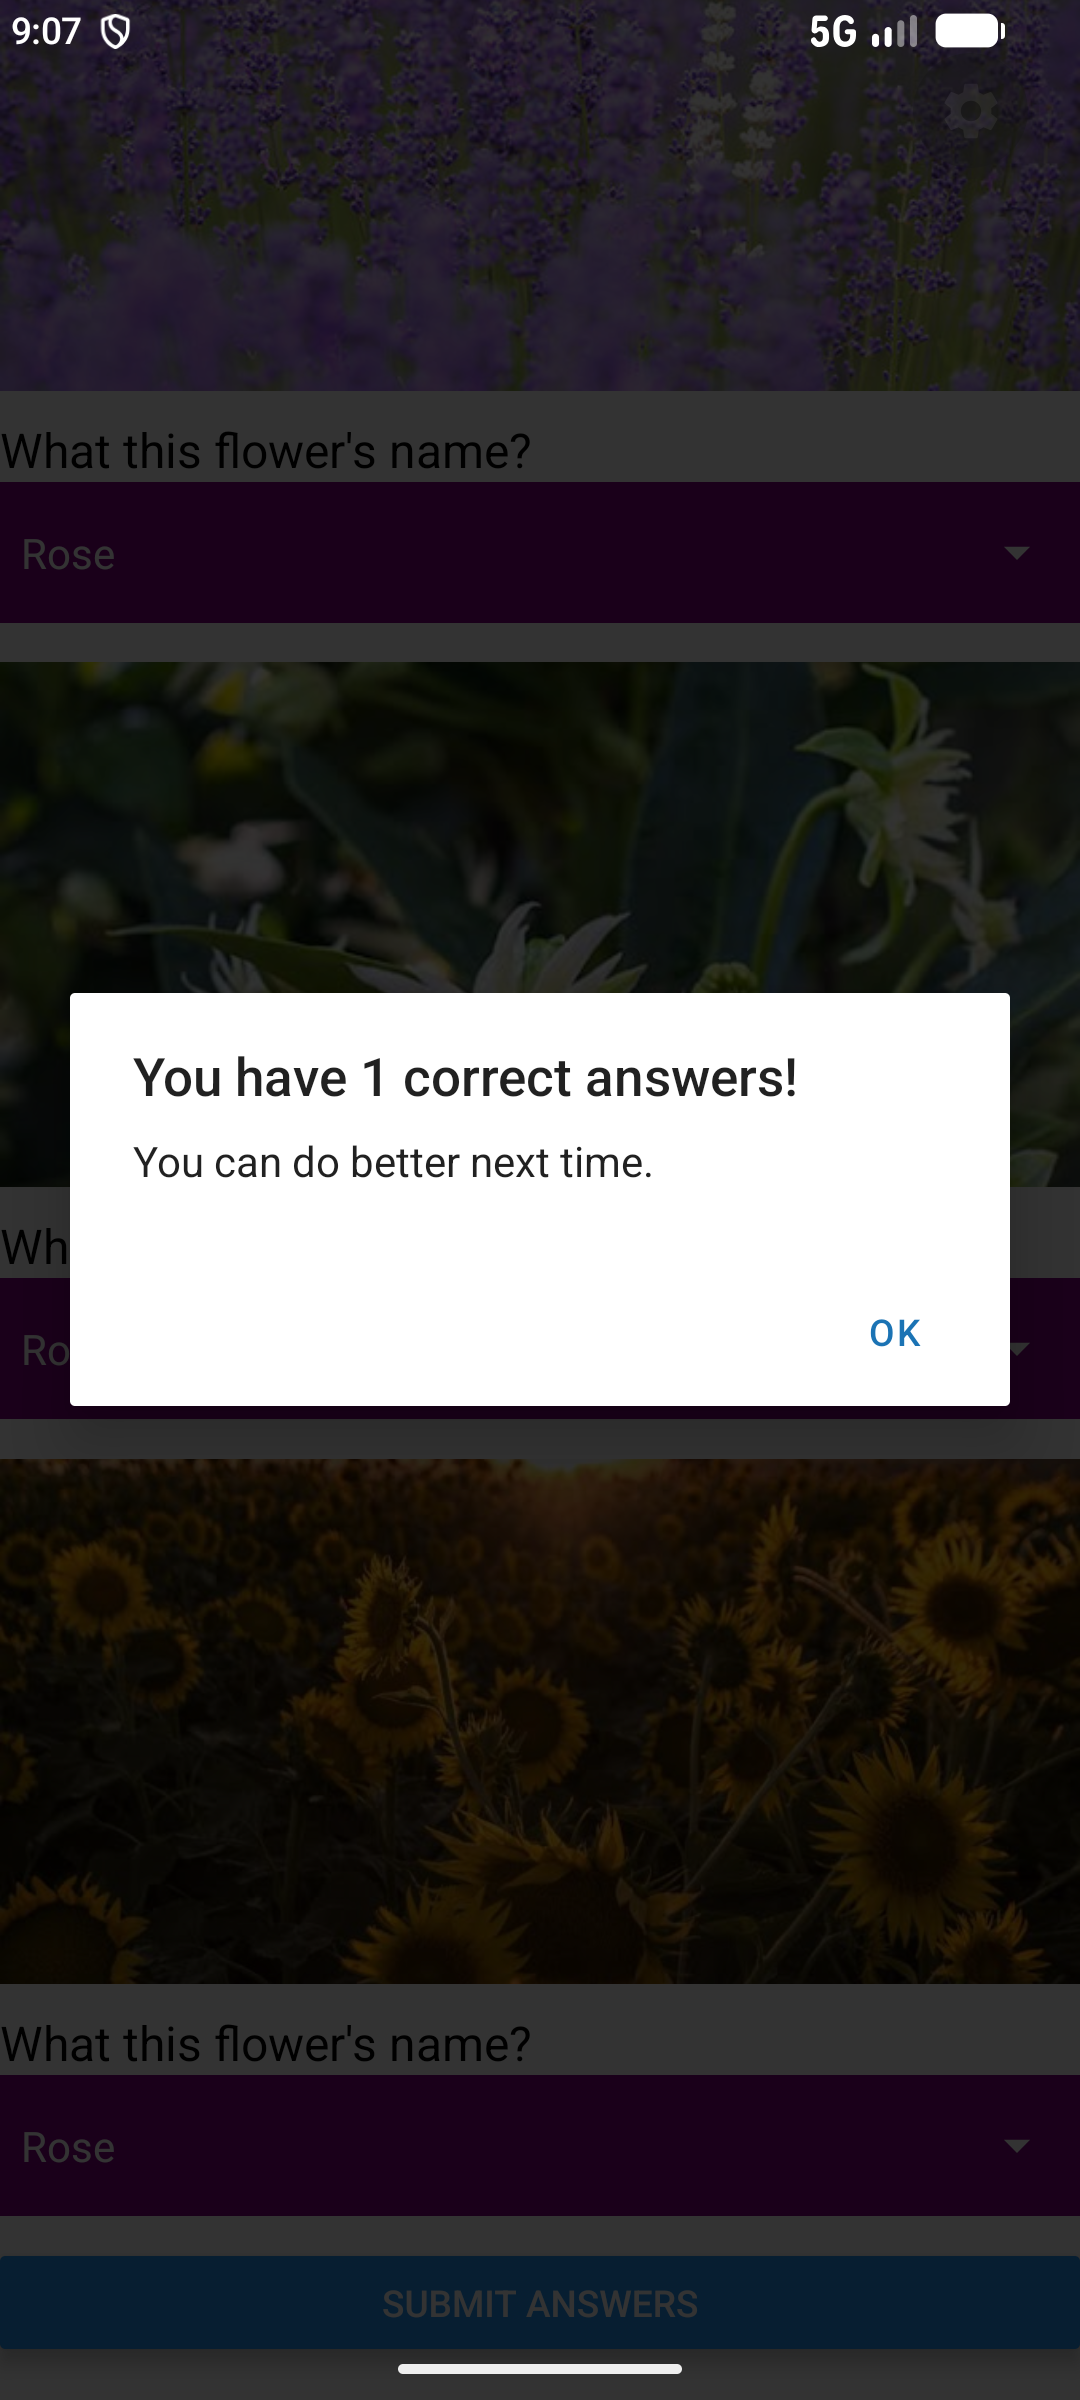 9:07
5G
What this flower's name?
Rose
You have 1 correct answers!
You can do better next time.
Wh
Ro
OK
What this flower's name?
Rose
SUBMIT ANSWERS